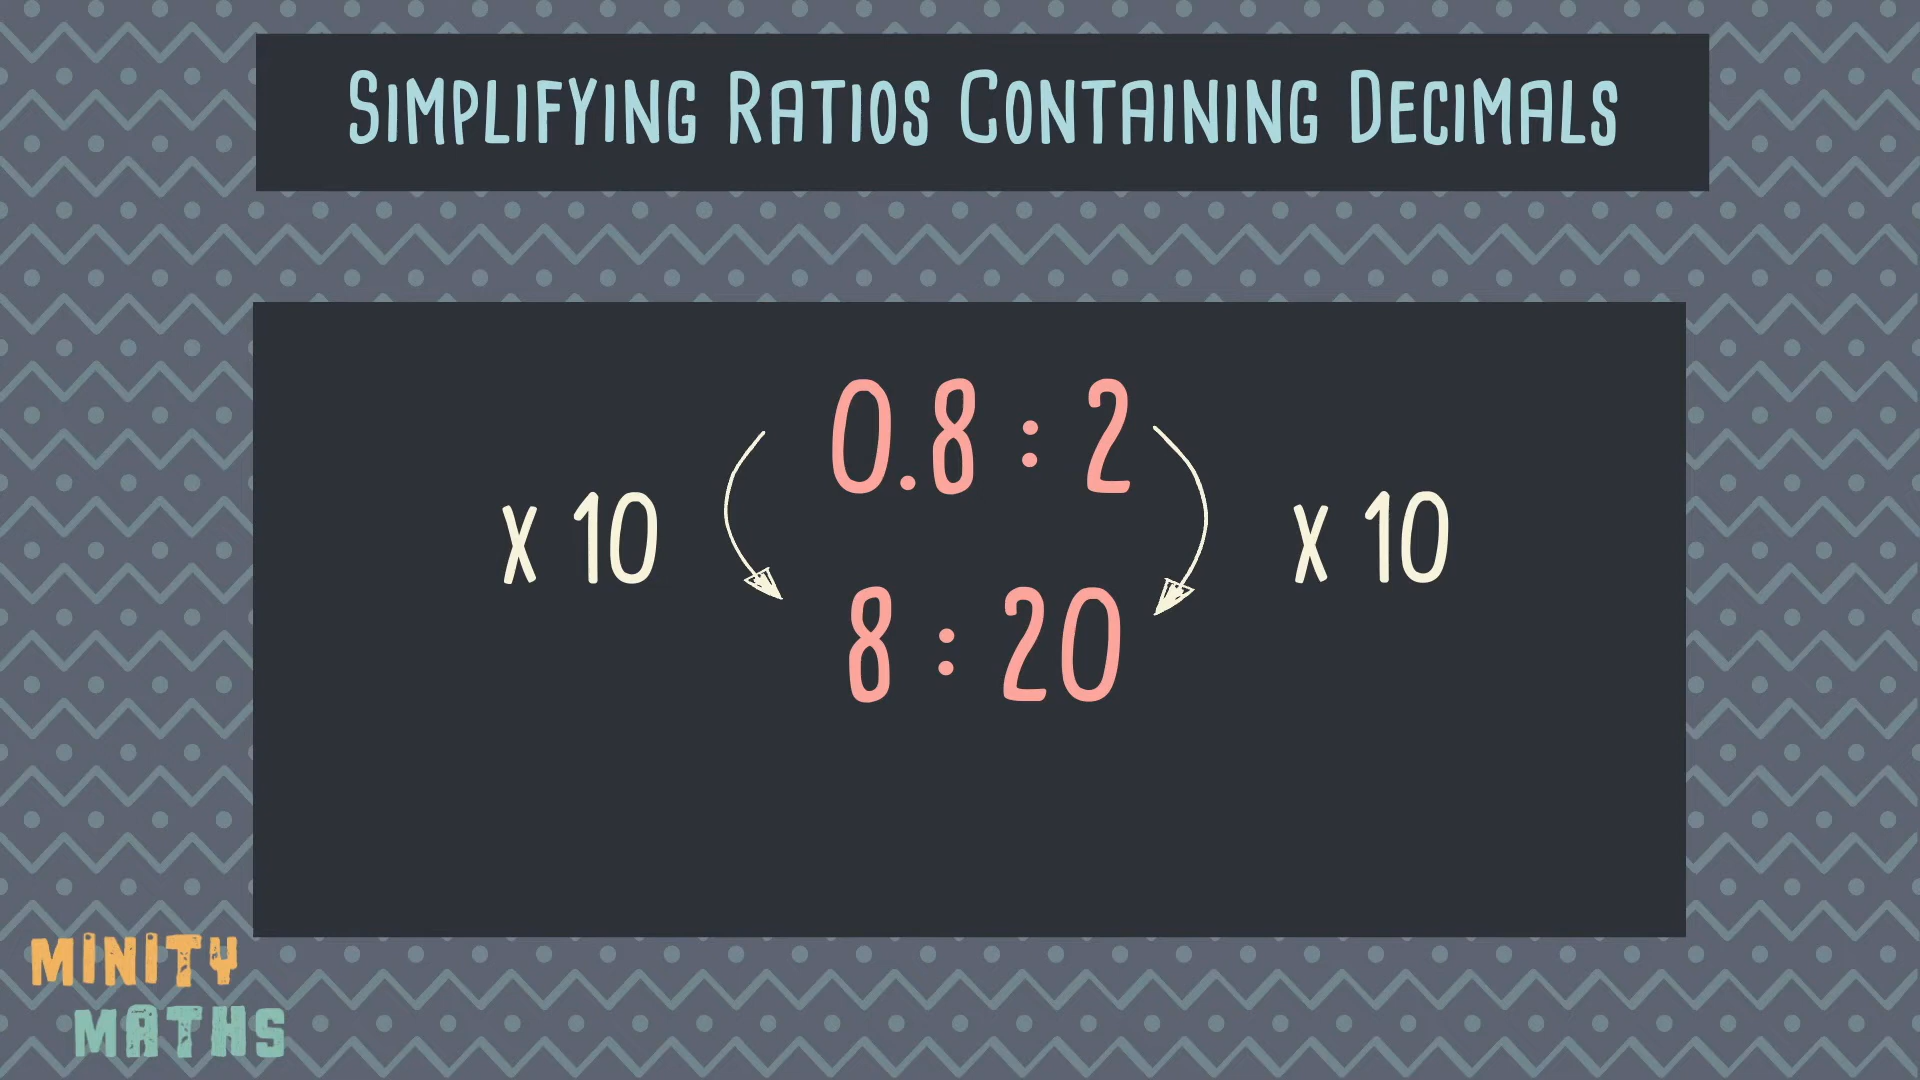 Simplifying Ratios Containing Decimals
0.8 : 2
x 10
x 10
8 : 20
MINITY
MATHS